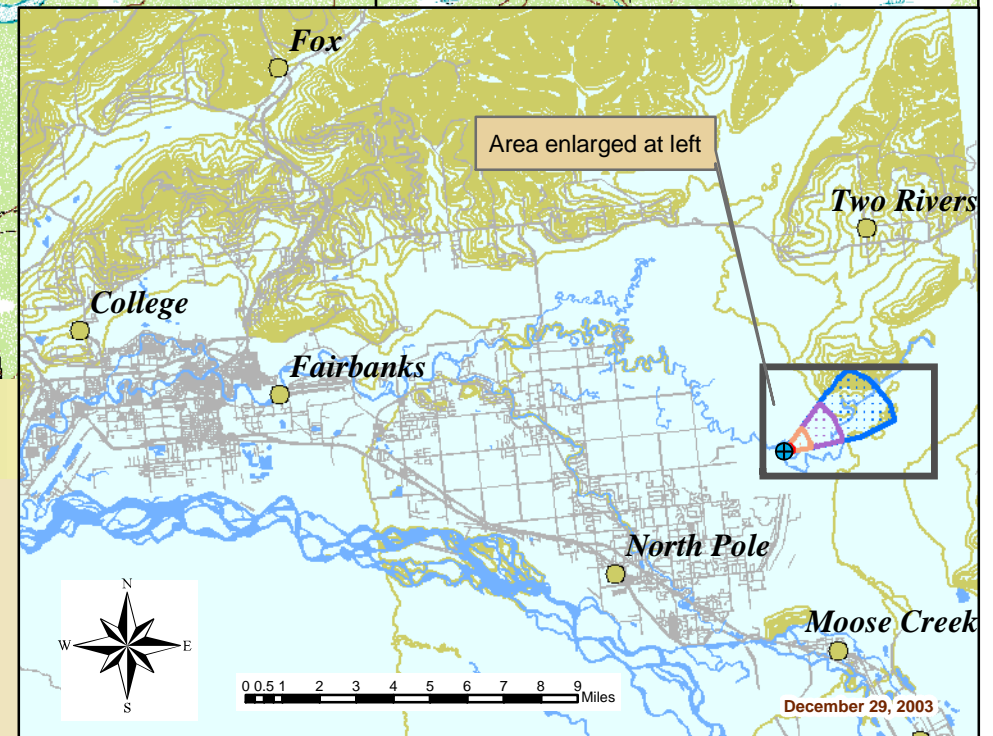 Fox
Area enlarged at left
Two Rivers
College
Fairbanks
North Pole
Moose Creek
N
W E
S
0 0.5 1 2 3 4 5 6 7 8 9
Miles
December 29, 2003